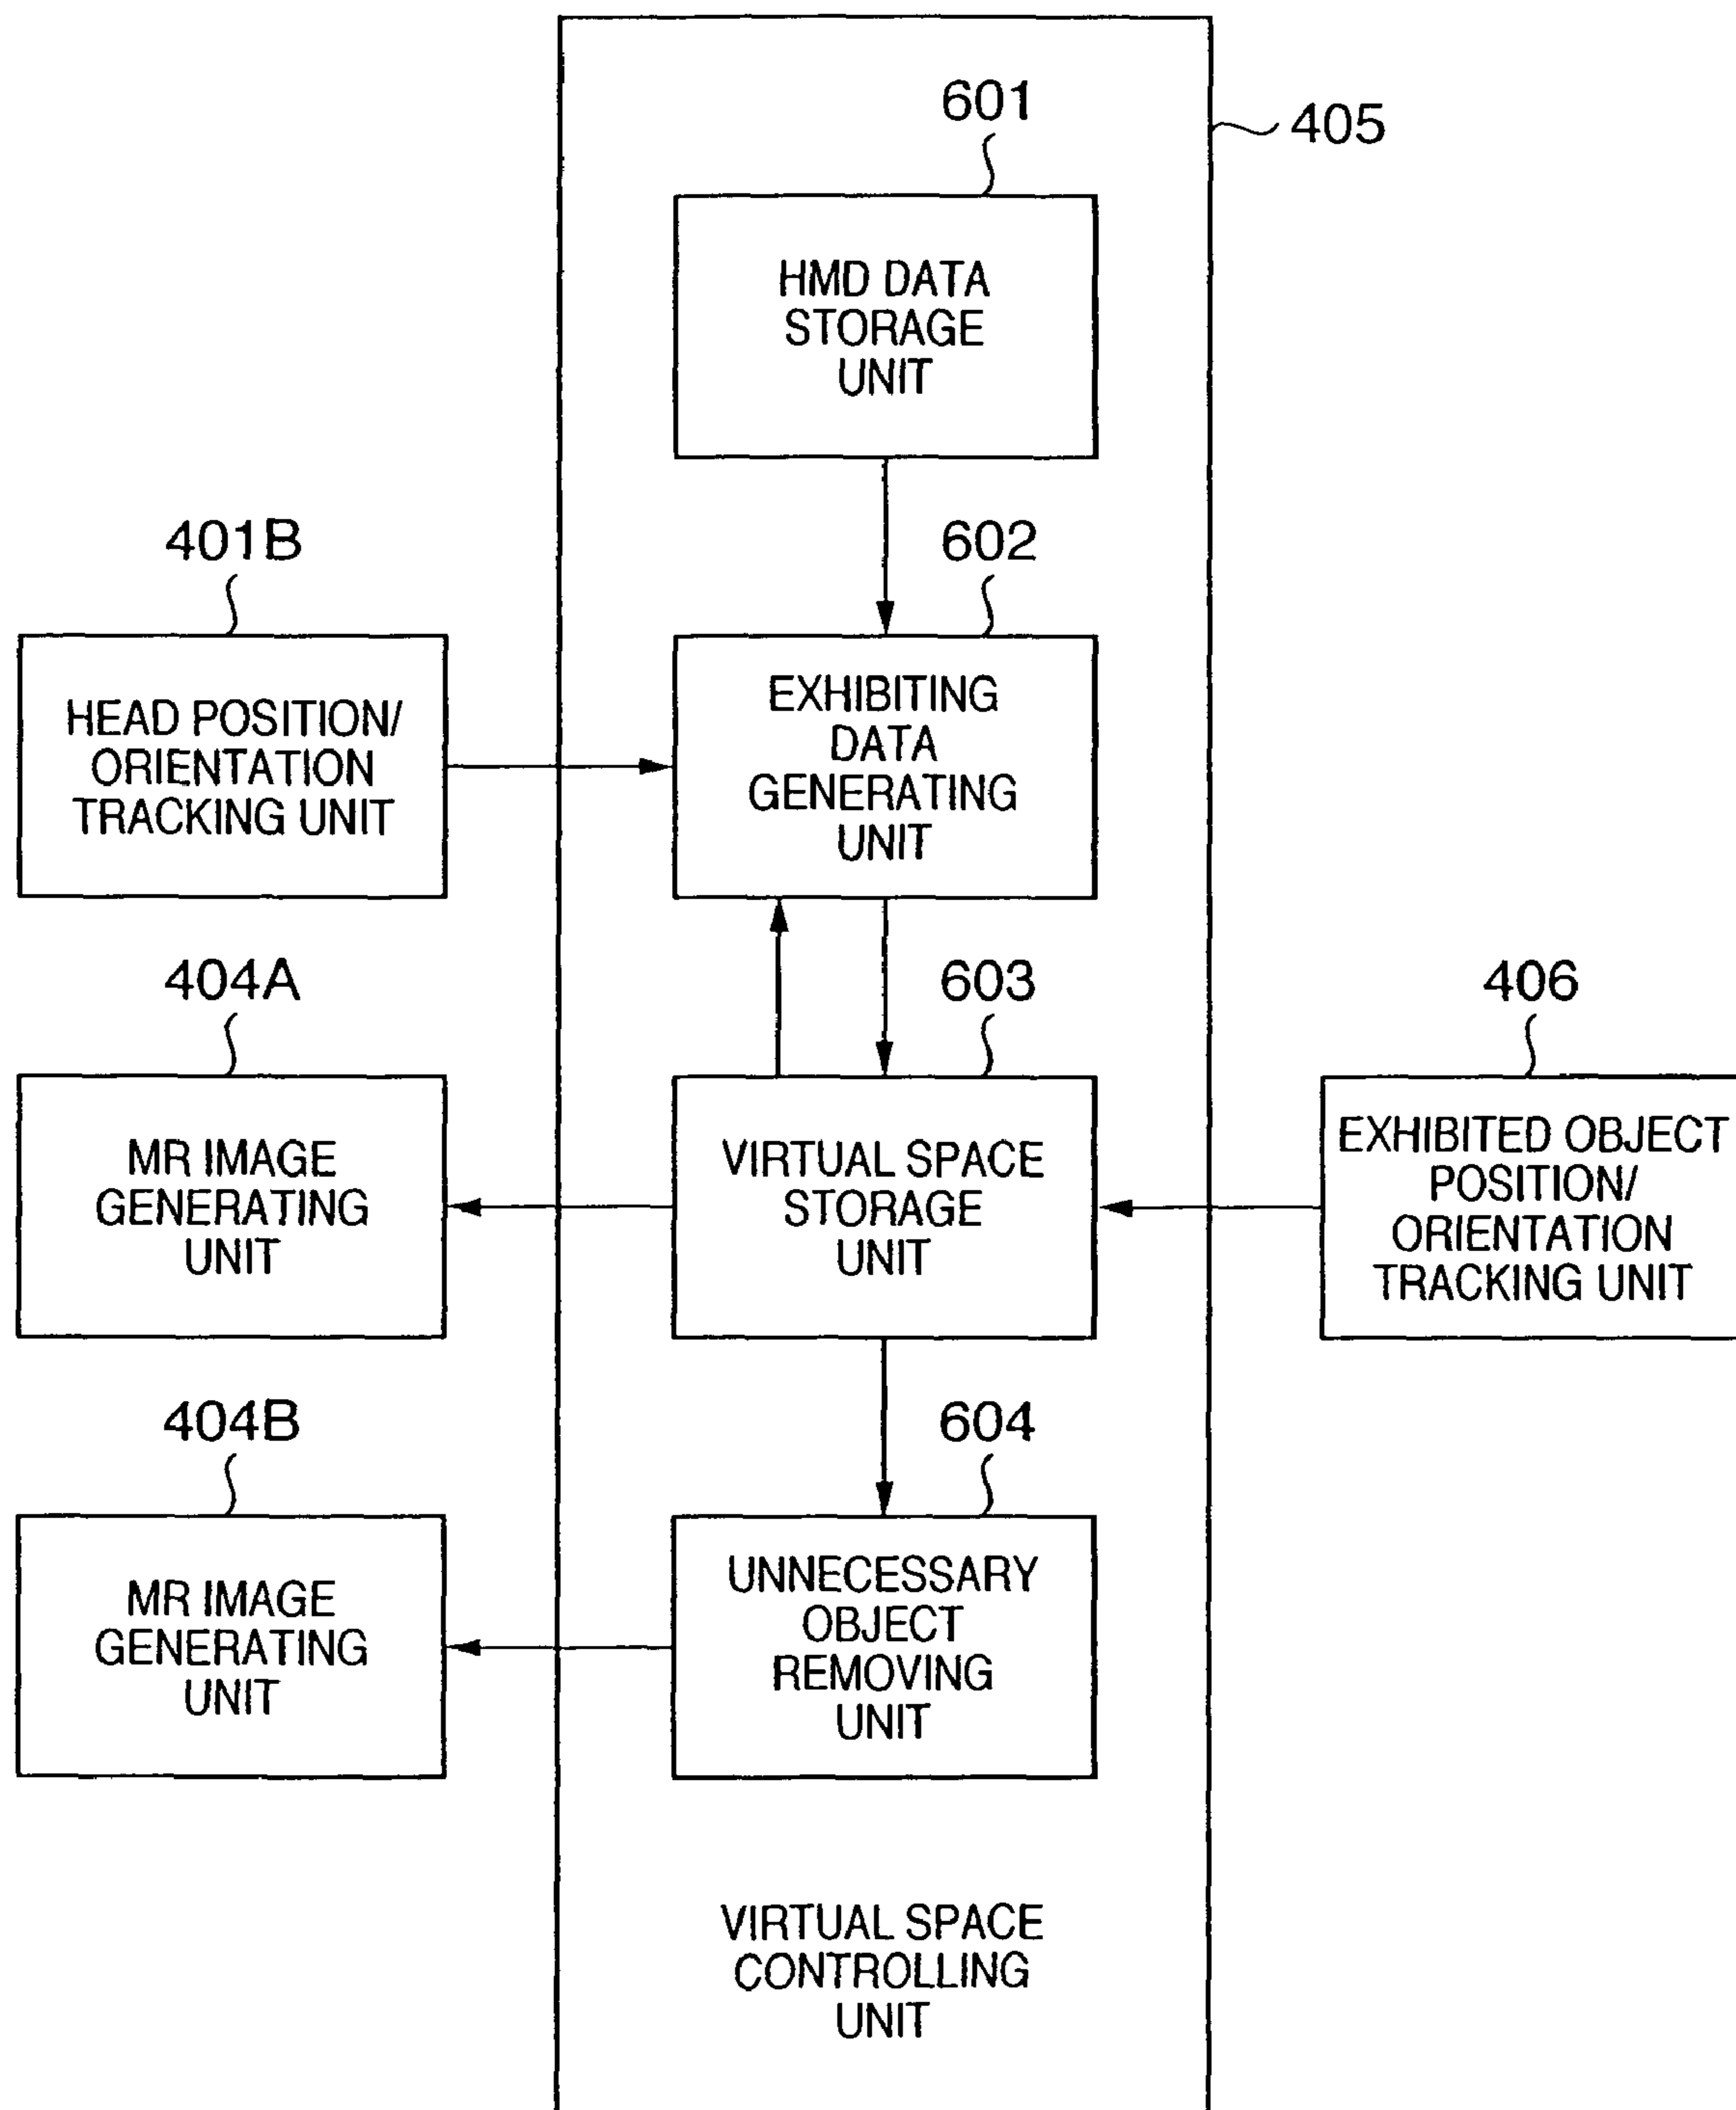 601
405
HMD DATA
STORAGE
UNIT
401B
602
HEAD POSITION/
ORIENTATION
TRACKING UNIT
EXHIBITING
DATA
GENERATING
UNIT
404A
603
406
MR IMAGE
GENERATING
UNIT
VIRTUAL SPACE
STORAGE
UNIT
EXHIBITED OBJECT
POSITION/
ORIENTATION
TRACKING UNIT
404B
604
MR IMAGE
GENERATING
UNIT
UNNECESSARY
OBJECT
REMOVING
UNIT
VIRTUAL SPACE
CONTROLLING
UNIT